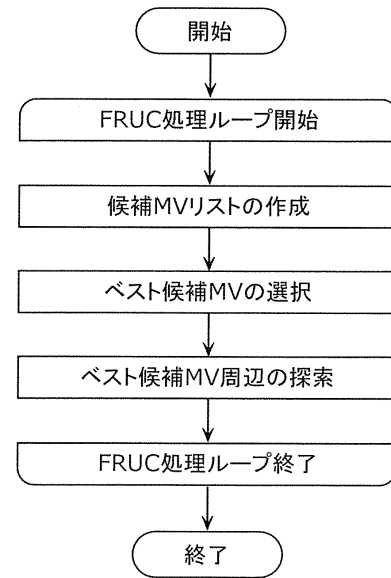 開始
FRUC処理ループ開始
候補MVリストの作成
ベスト候補MVの選択
ベスト候補MV周辺の探索
FRUC処理ループ終了
終了